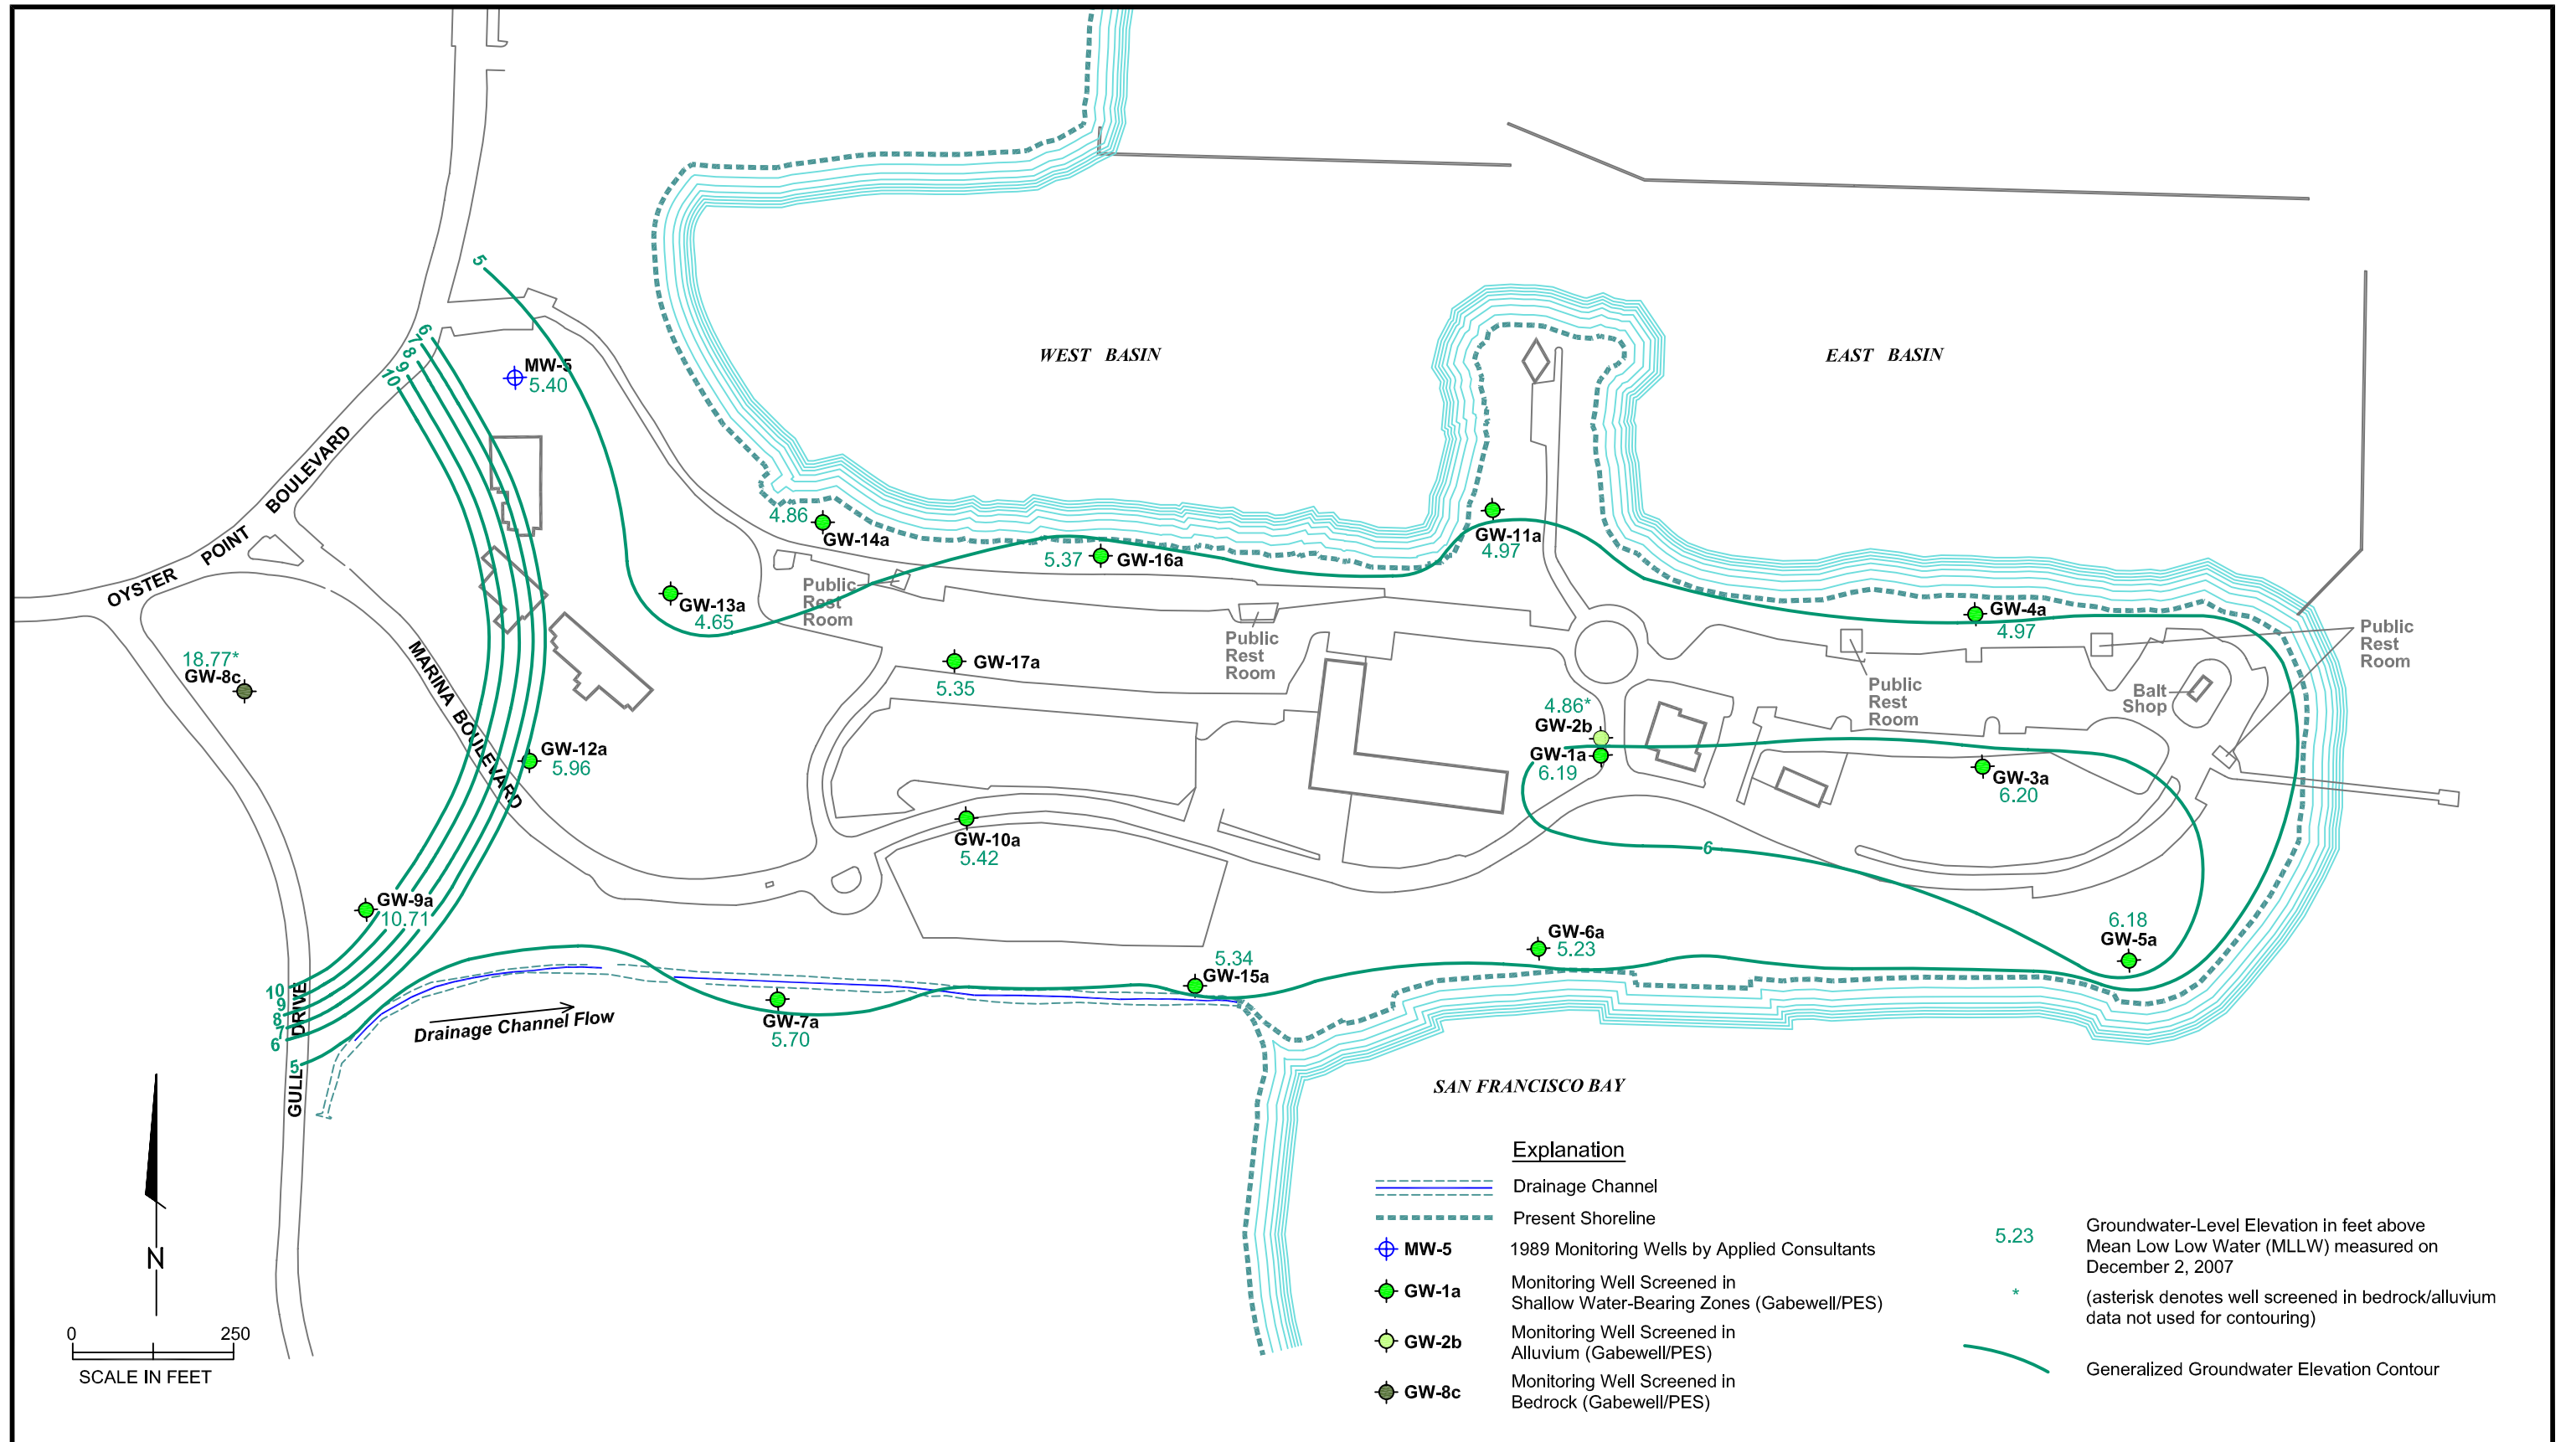 5
6
7
8
9
10
MW-5
5.40
WEST BASIN
EAST BASIN
OYSTER POINT BOULEVARD
4.86
GW-14a
5.37
GW-16a
GW-11a
4.97
Public
Rest
Room
GW-13a
4.65
GW-4a
4.97
Public
Rest
Room
Public
Rest
Room
18.77*
GW-8c
MARINA BOULEVARD
GW-17a
5.35
Public
Rest
Room
Balt
Shop
4.86*
GW-2b
GW-1a
6.19
GW-12a
5.96
GW-3a
6.20
GW-10a
5.42
6
GW-9a
10.71
6.18
GW-5a
GW-6a
5.23
5.34
GW-15a
10
9
8
7
6
5
GULL DRIVE
Drainage Channel Flow
GW-7a
5.70
SAN FRANCISCO BAY
N
0 250
SCALE IN FEET
Explanation
Drainage Channel
Present Shoreline
MW-5 1989 Monitoring Wells by Applied Consultants
GW-1a Monitoring Well Screened in
Shallow Water-Bearing Zones (Gabewell/PES)
GW-2b Monitoring Well Screened in
Alluvium (Gabewell/PES)
GW-8c Monitoring Well Screened in
Bedrock (Gabewell/PES)
5.23 Groundwater-Level Elevation in feet above
Mean Low Low Water (MLLW) measured on
December 2, 2007
* (asterisk denotes well screened in bedrock/alluvium
data not used for contouring)
Generalized Groundwater Elevation Contour